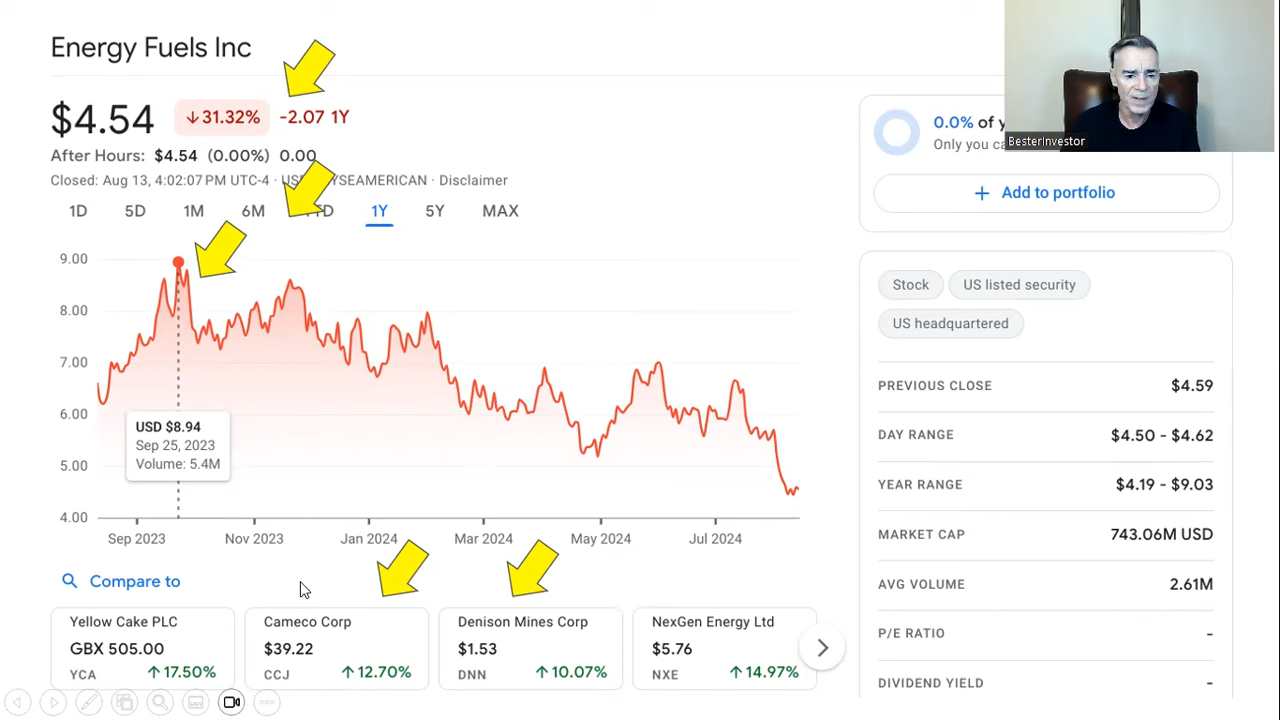 Energy Fuels Inc
$4.54 ↓31.32% -2.07 1Y
After Hours: $4.54 (0.00%) 0.00
Closed: Aug 13, 4:02:07 PM UTC-4 · Disclaimer
1D 5D 1M 6M 1Y 5Y MAX
9.00
8.00
7.00
6.00
5.00
4.00
USD $8.94
Sep 25, 2023
Volume: 5.4M
Sep 2023 Nov 2023 Jan 2024 Mar 2024 May 2024 Jul 2024
Compare to
Yellow Cake PLC
GBX 505.00
YCA ↑17.50%
Cameco Corp
$39.22
CCJ ↑12.70%
Denison Mines Corp
$1.53
DNN ↑10.07%
NexGen Energy Ltd
$5.76
NXE ↑14.97%
0.0% of
Only you
BesterInvestor
+ Add to portfolio
Stock US listed security
US headquartered
PREVIOUS CLOSE $4.59
DAY RANGE $4.50 - $4.62
YEAR RANGE $4.19 - $9.03
MARKET CAP 743.06M USD
AVG VOLUME 2.61M
P/E RATIO -
DIVIDEND YIELD -